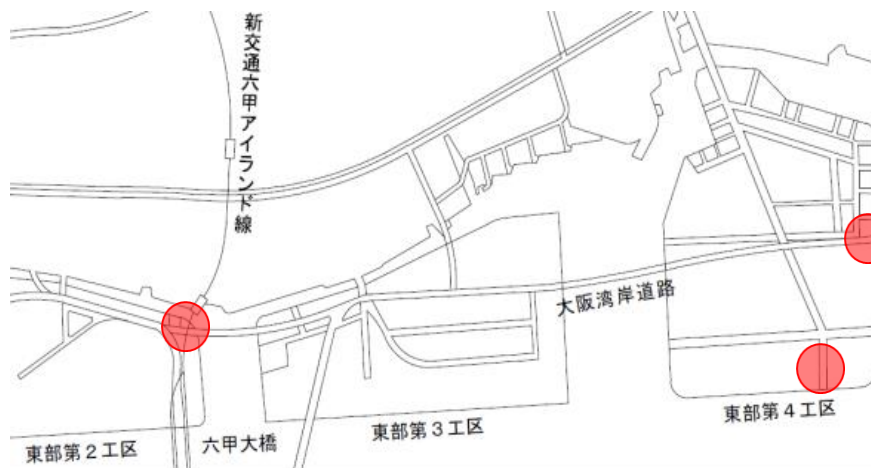 新交通六甲アイランド線
大阪湾岸道路
東部第4工区
東部第3工区
六甲大橋
東部第2工区